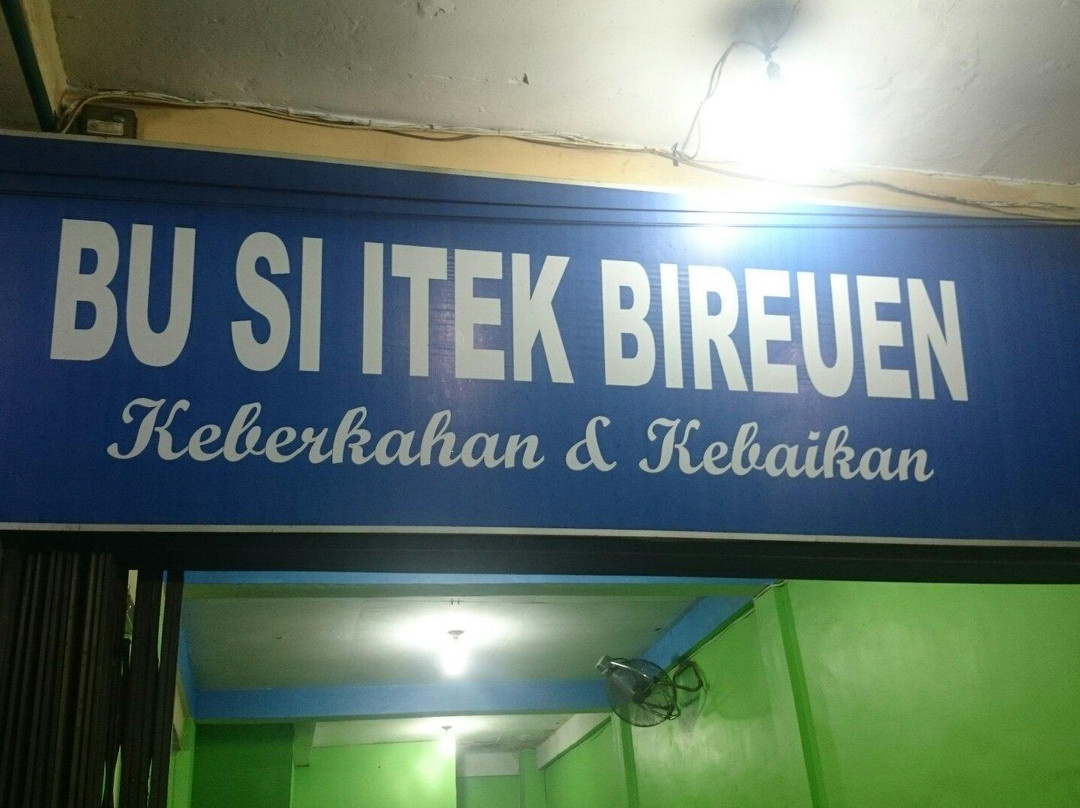 BU SI ITEK BIREUEN
Keberkahan & Kebaikan